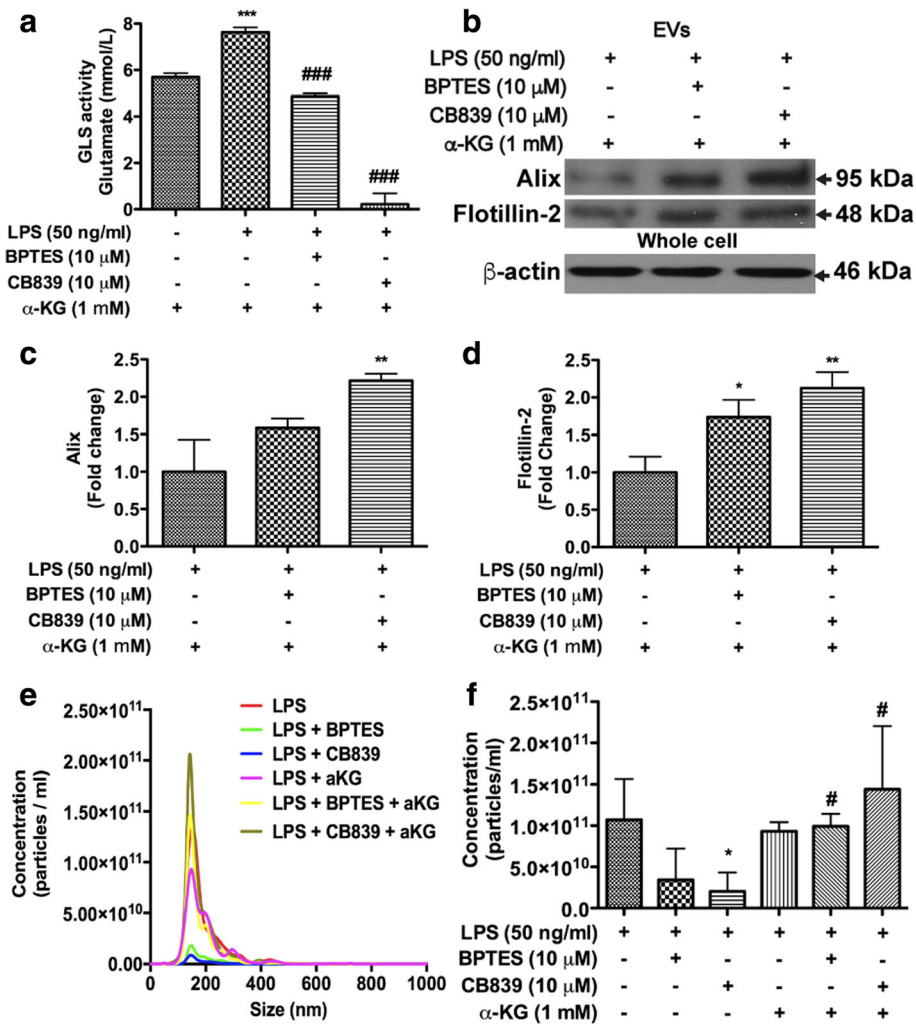 a
GLS activity
Glutamate (mmol/L)
8
6
4
2
0
***
###
###
LPS (50 ng/ml) - + + +
BPTES (10 μM) - - + -
CB839 (10 μM) - - - +
α-KG (1 mM) + + + +
b
EVs
LPS (50 ng/ml) + + +
BPTES (10 μM) - + -
CB839 (10 μM) - - +
α-KG (1 mM) + + +
Alix 95 kDa
Flotillin-2 48 kDa
Whole cell
β-actin 46 kDa
c
Alix
(Fold change)
2.5
2.0
1.5
1.0
0.5
0.0
**
LPS (50 ng/ml) + + +
BPTES (10 μM) - + -
CB839 (10 μM) - - +
α-KG (1 mM) + + +
d
Flotillin-2
(Fold Change)
2.5
2.0
1.5
1.0
0.5
0.0
*
**
LPS (50 ng/ml) + + +
BPTES (10 μM) - + -
CB839 (10 μM) - - +
α-KG (1 mM) + + +
e
Concentration
(particles / ml)
2.50×10¹¹
2.00×10¹¹
1.50×10¹¹
1.00×10¹¹
5.00×10¹⁰
0.00
LPS
LPS + BPTES
LPS + CB839
LPS + aKG
LPS + BPTES + aKG
LPS + CB839 + aKG
0 200 400 600 800 1000
Size (nm)
f
Concentration
(particles/ml)
2.5×10¹¹
2.0×10¹¹
1.5×10¹¹
1.0×10¹¹
5.0×10¹⁰
0.0
*
#
#
LPS (50 ng/ml) + + + + + +
BPTES (10 μM) - + - - + -
CB839 (10 μM) - - + - - +
α-KG (1 mM) - - - + + +